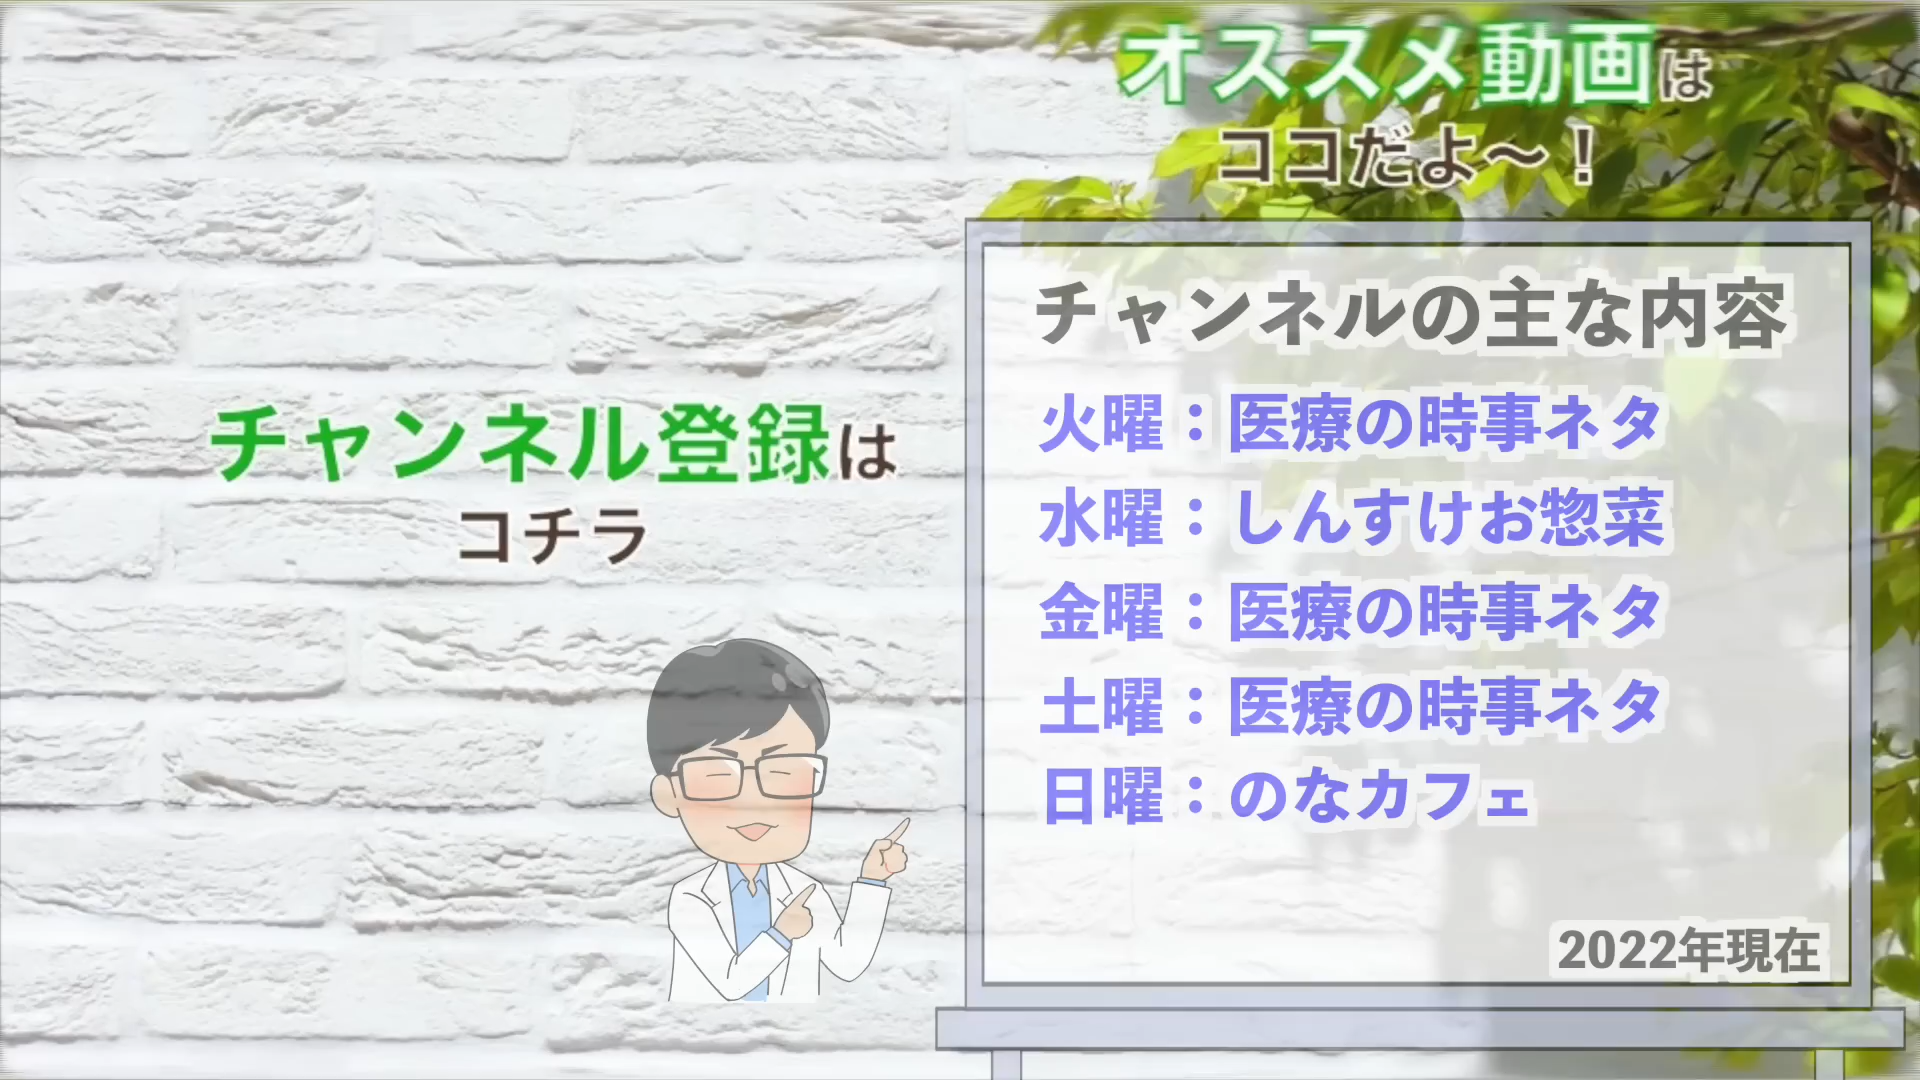 オススメ動画は
ココだよ～！
チャンネル登録は
コチラ
チャンネルの主な内容
火曜：医療の時事ネタ
水曜：しんすけお惣菜
金曜：医療の時事ネタ
土曜：医療の時事ネタ
日曜：のなカフェ
2022年現在